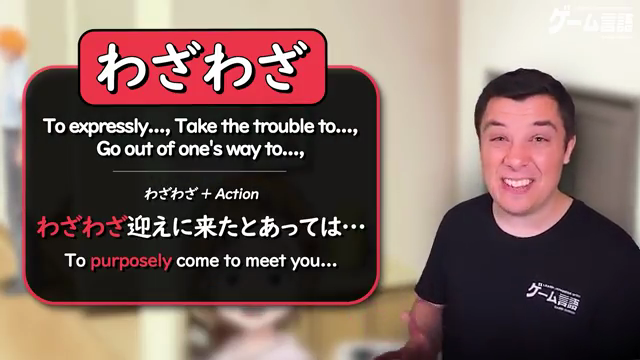 わざわざ
To expressly..., Take the trouble to...,
Go out of one's way to...,
わざわざ + Action
わざわざ迎えに来たとあっては…
To purposely come to meet you...
ゲーム言語
ゲーム言語